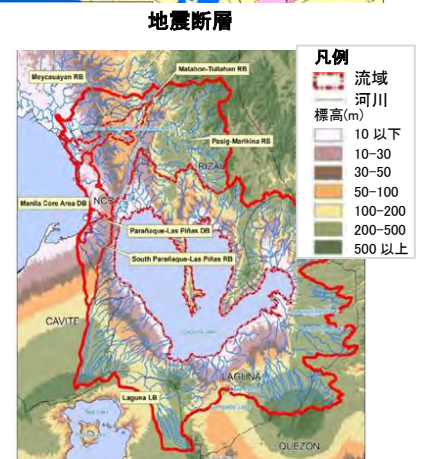 地震断層
凡例
流域
河川
標高(m)
10 以下
10-30
30-50
50-100
100-200
200-500
500 以上
Meycauayan RB
Malabon-Tullahan RB
Pasig-Marikina RB
RIZAL
Manila Core Area DB
NCR
Parañaque-Las Piñas DB
South Parañaque-Las Piñas RB
CAVITE
LAGUNA
Laguna LB
QUEZON